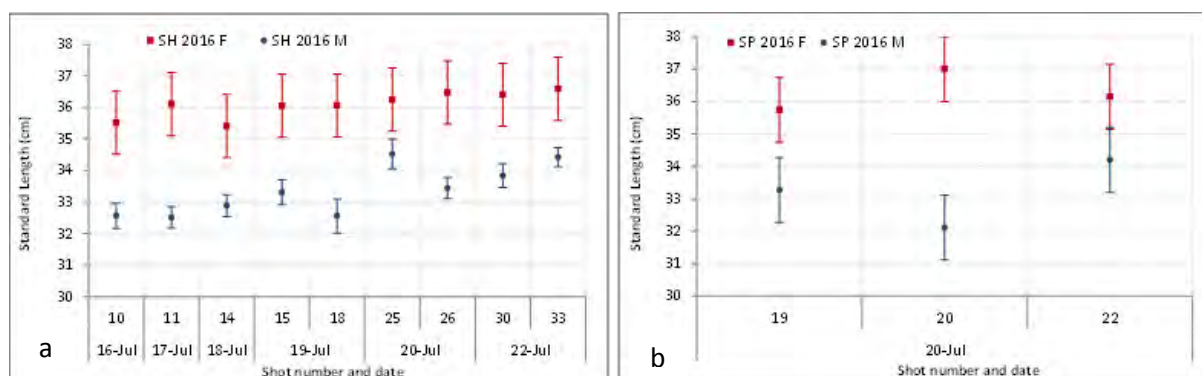 SH 2016 F SH 2016 M
Standard Length (cm)
38
37
36
35
34
33
32
31
30
10 11 14 15 18 25 26 30 33
16-Jul 17-Jul 18-Jul 19-Jul 20-Jul 22-Jul
Shot number and date
a
SP 2016 F SP 2016 M
Standard Length (cm)
38
37
36
35
34
33
32
31
30
19 20 22
20-Jul
Shot number and date
b